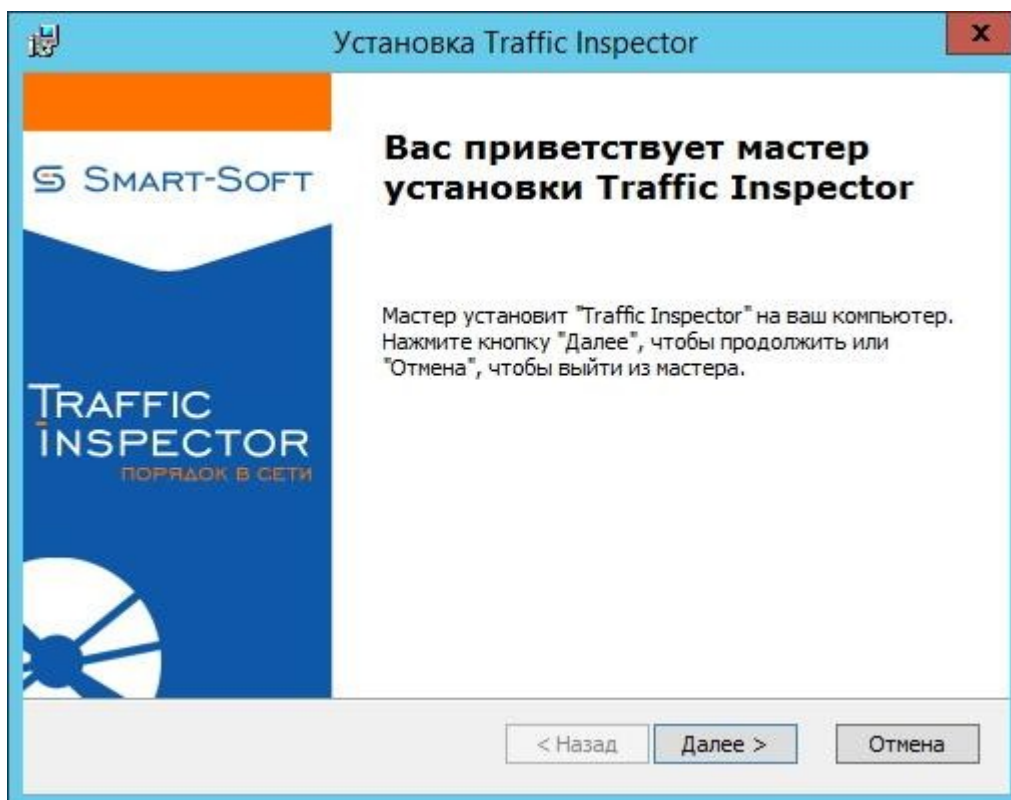 Установка Traffic Inspector
x
SMART-SOFT
Вас приветствует мастер
установки Traffic Inspector
Мастер установит "Traffic Inspector" на ваш компьютер.
Нажмите кнопку "Далее", чтобы продолжить или
"Отмена", чтобы выйти из мастера.
TRAFFIC
INSPECTOR
ПОРЯДОК В СЕТИ
< Назад
Далее >
Отмена